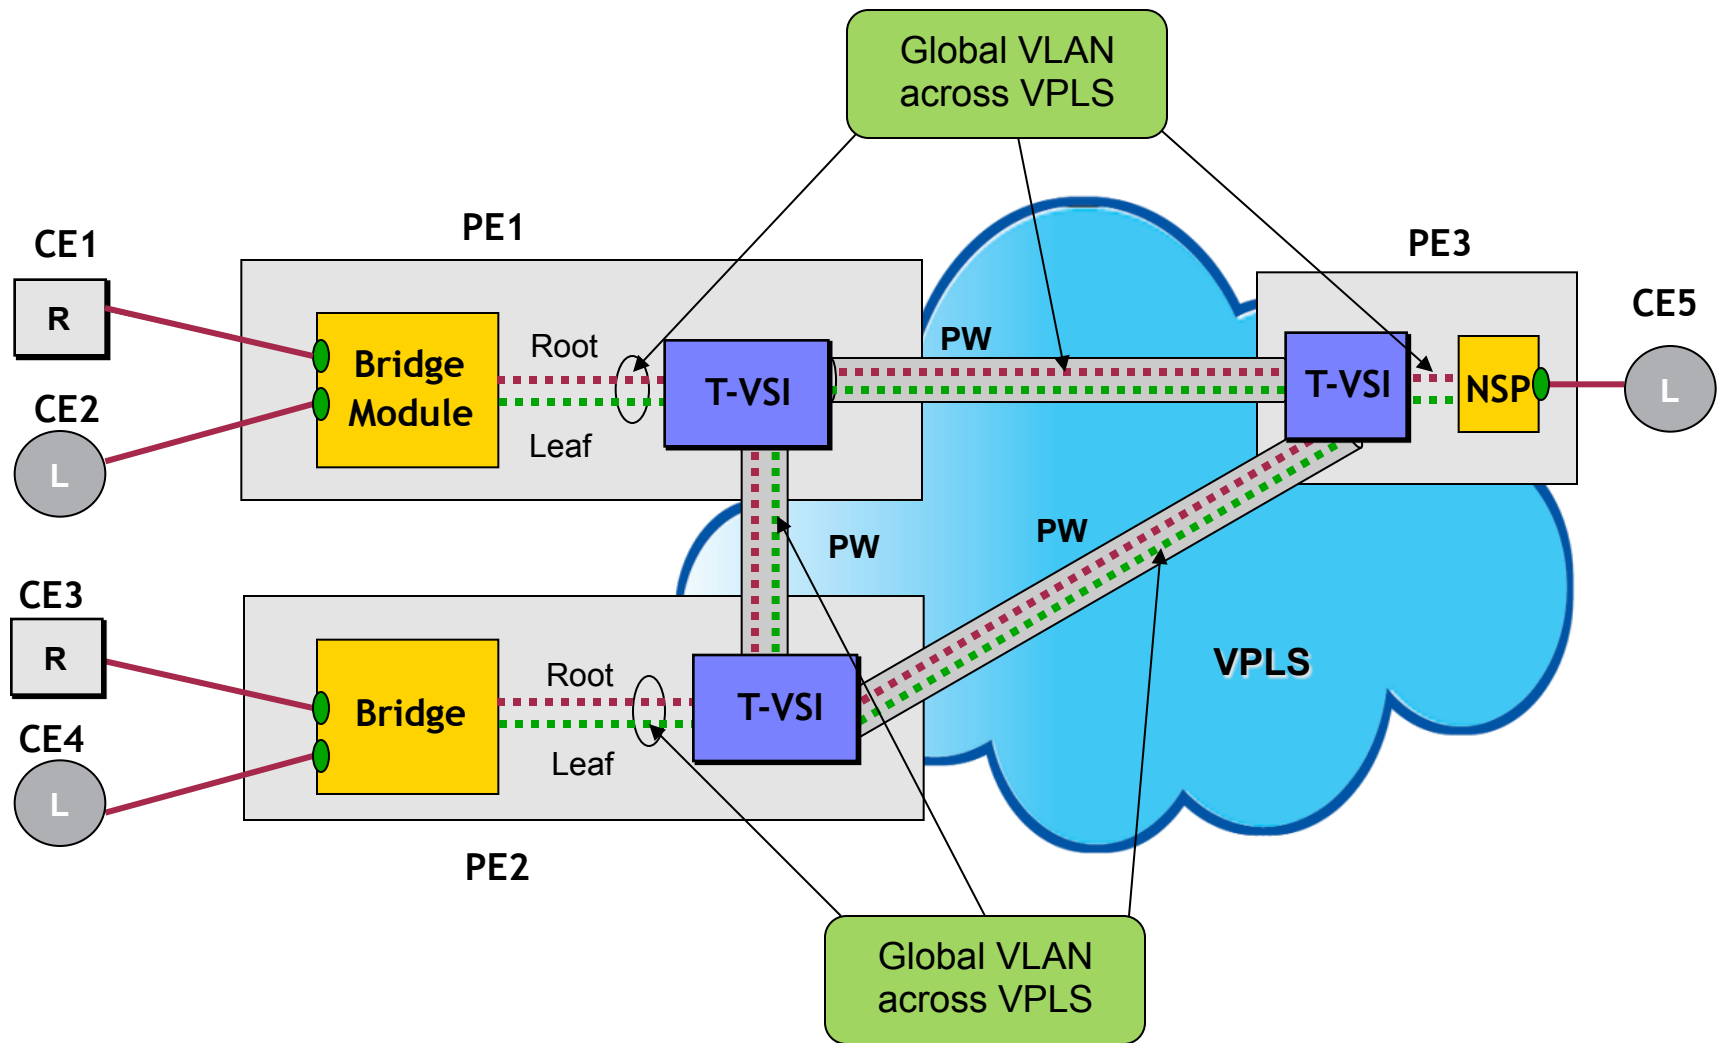 Global VLAN
across VPLS
PE1
CE1
R
CE2
L
Bridge
Module
Root
Leaf
T-VSI
PW
PE3
T-VSI
NSP
CE5
L
PW
PW
VPLS
CE3
R
CE4
L
Bridge
Root
Leaf
T-VSI
PE2
Global VLAN
across VPLS